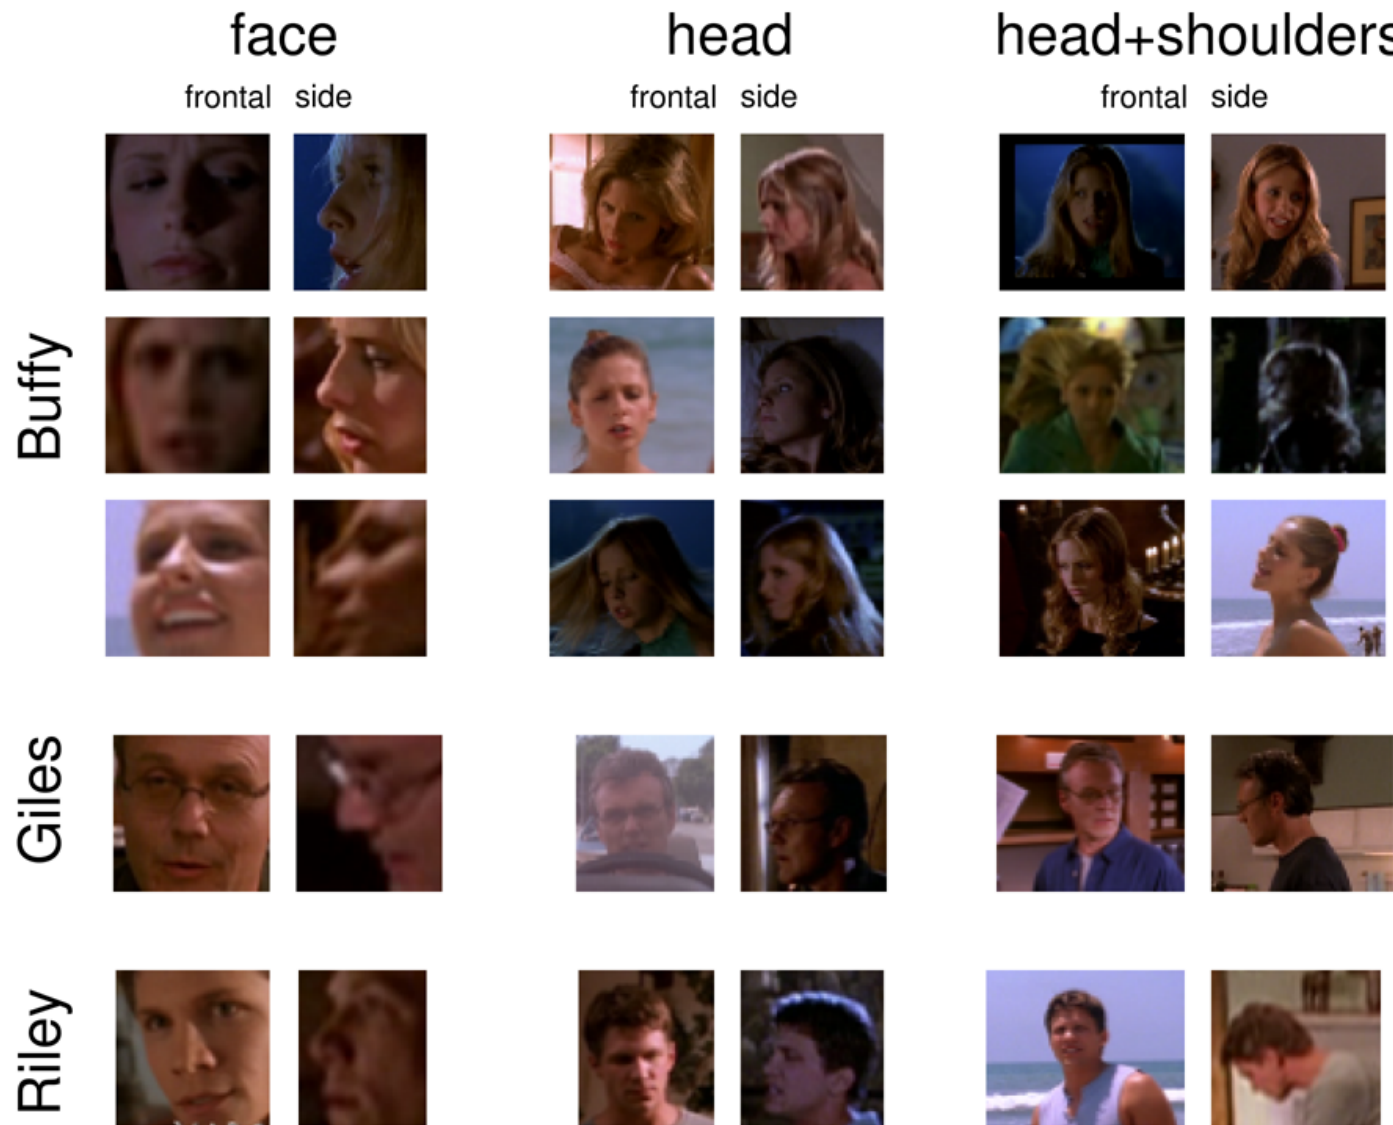 face head head+shoulders
frontal side frontal side frontal side
Buffy
Giles
Riley